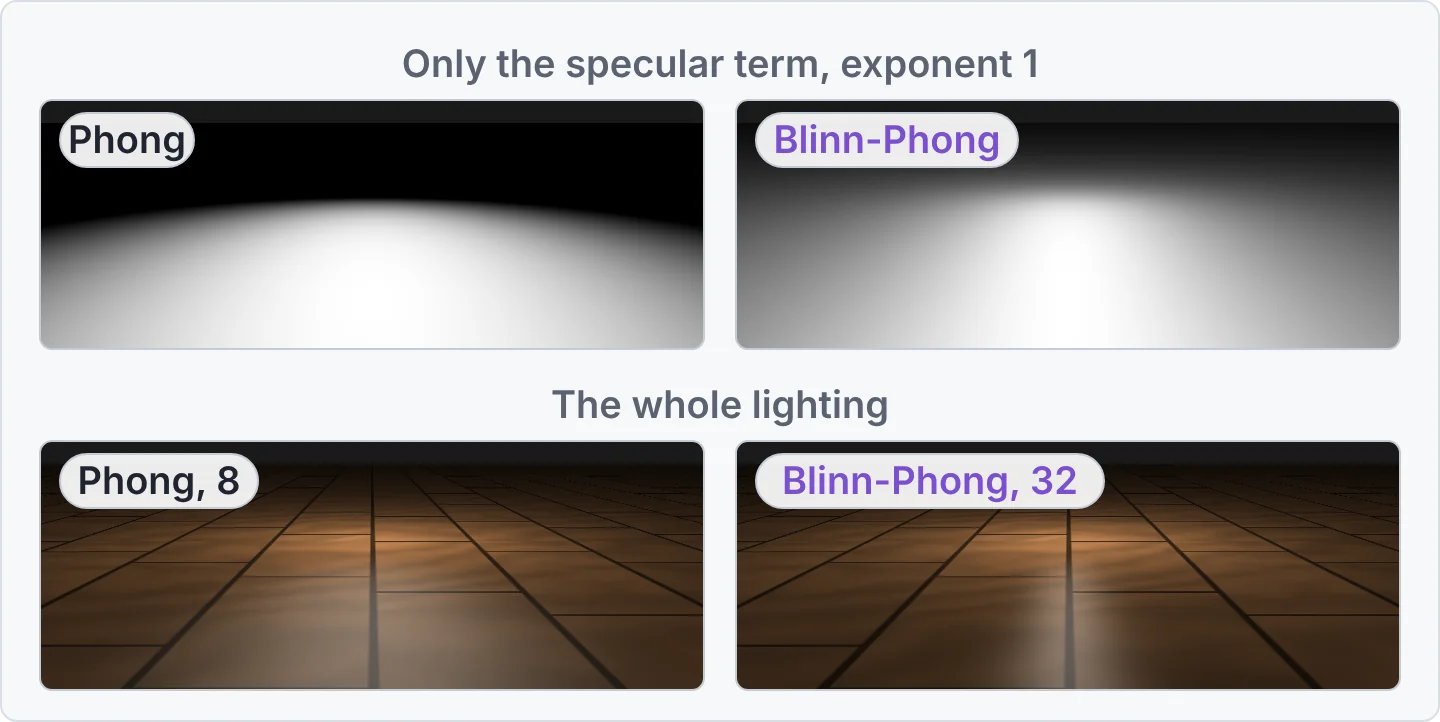 Only the specular term, exponent 1
Phong
Blinn-Phong
The whole lighting
Phong, 8
Blinn-Phong, 32